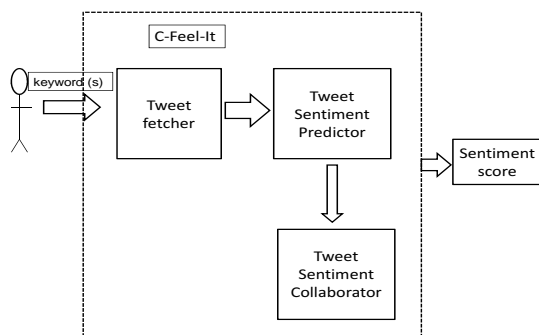 C-Feel-It
keyword (s)
Tweet
fetcher
Tweet
Sentiment
Predictor
Tweet
Sentiment
Collaborator
Sentiment
score